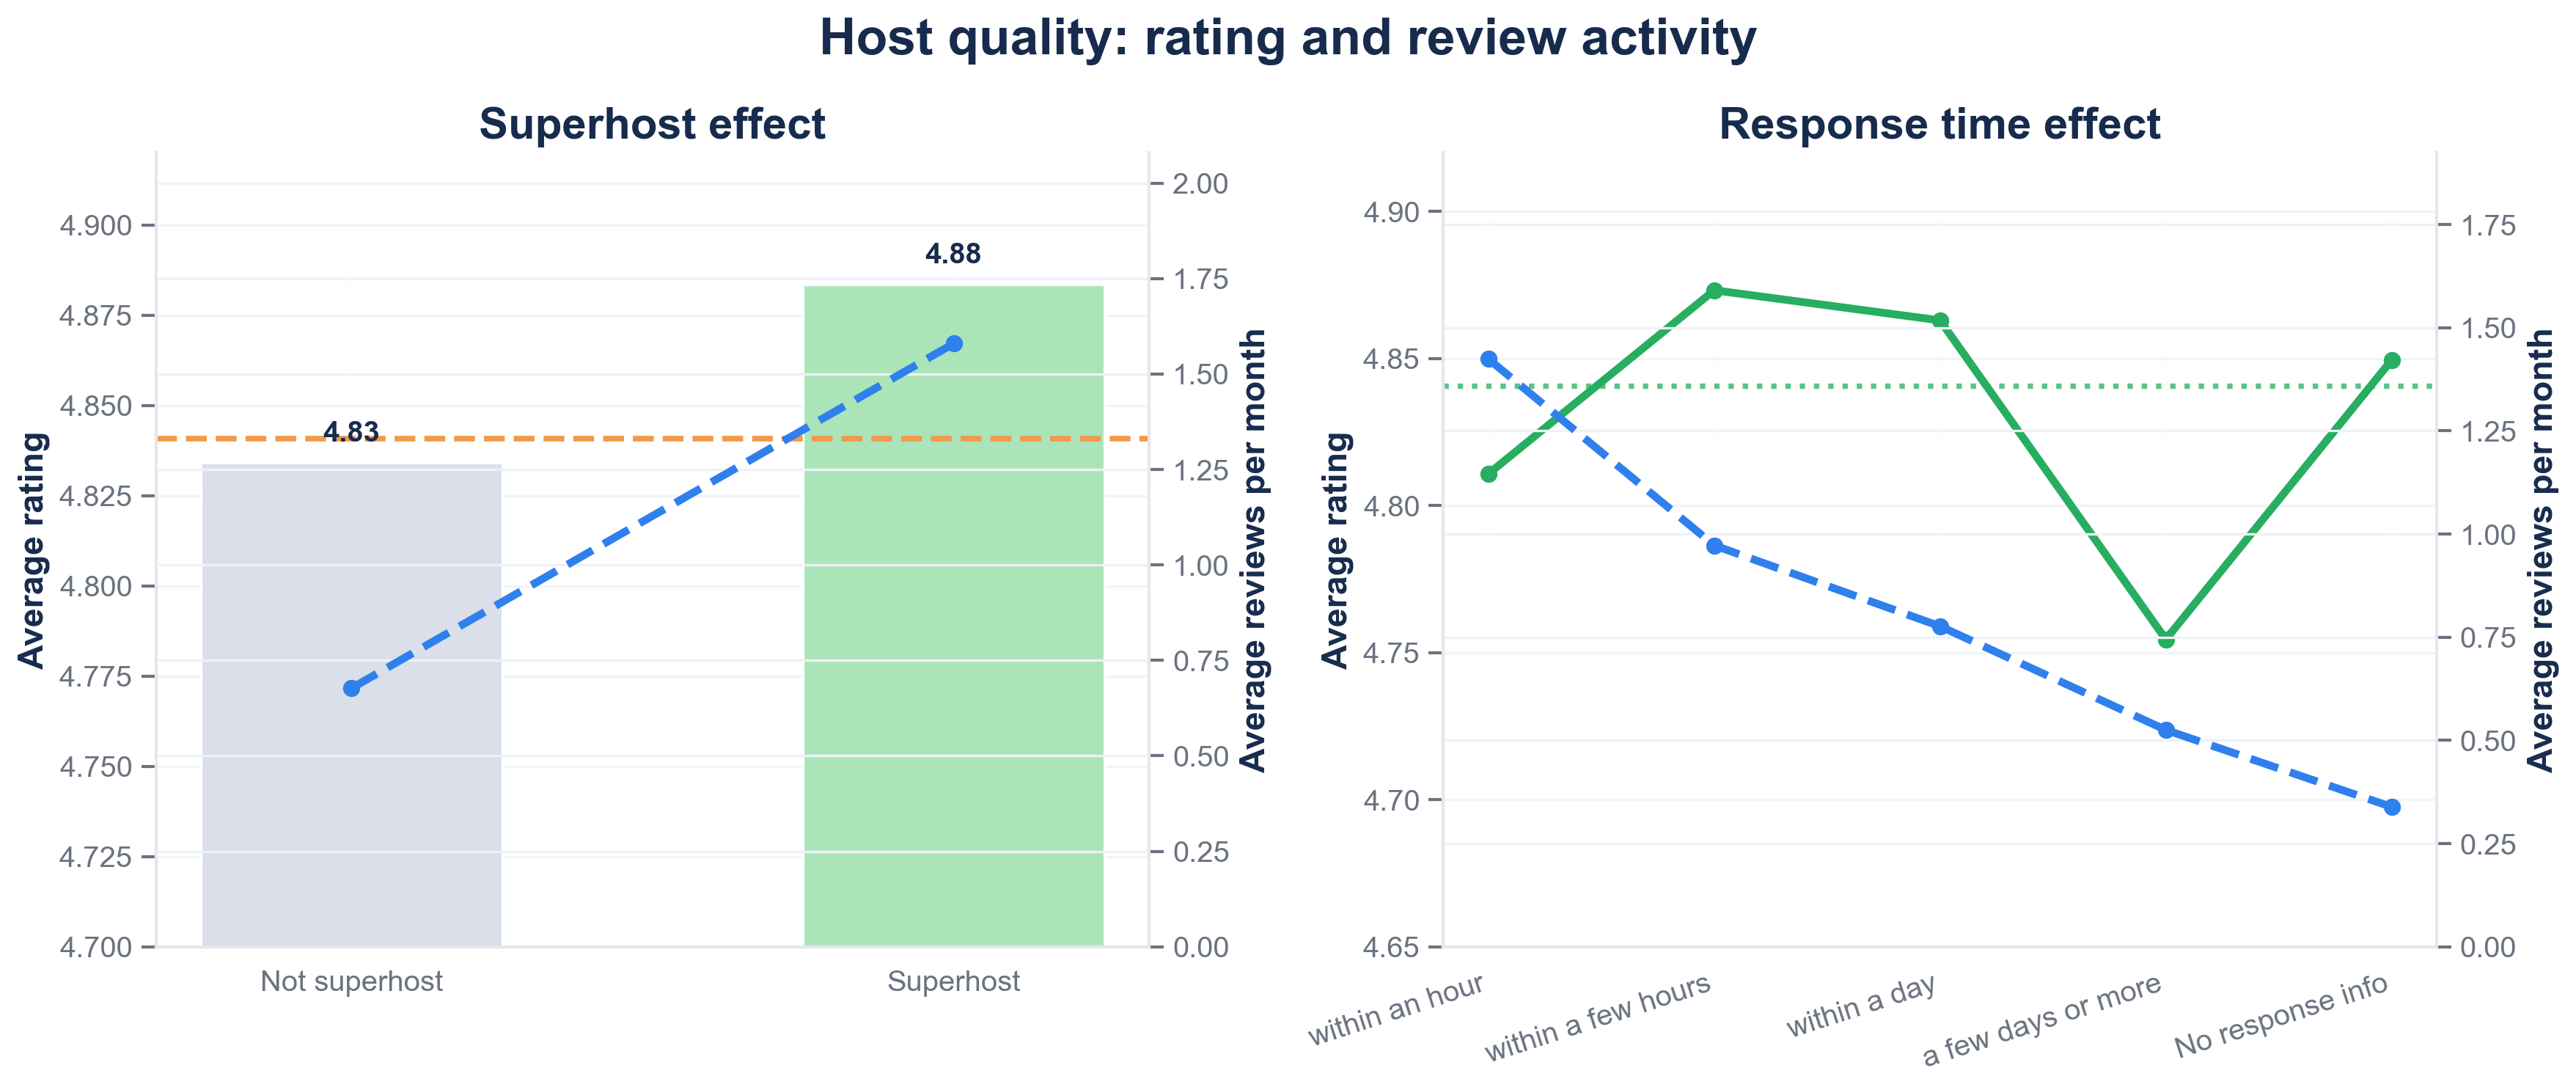 Host quality: rating and review activity
Superhost effect
Average rating
4.900
4.875
4.850
4.825
4.800
4.775
4.750
4.725
4.700
4.83
4.88
Not superhost
Superhost
2.00
1.75
1.50
1.25
1.00
0.75
0.50
0.25
0.00
Average reviews per month
Response time effect
Average rating
4.90
4.85
4.80
4.75
4.70
4.65
within an hour
within a few hours
within a day
a few days or more
No response info
1.75
1.50
1.25
1.00
0.75
0.50
0.25
0.00
Average reviews per month